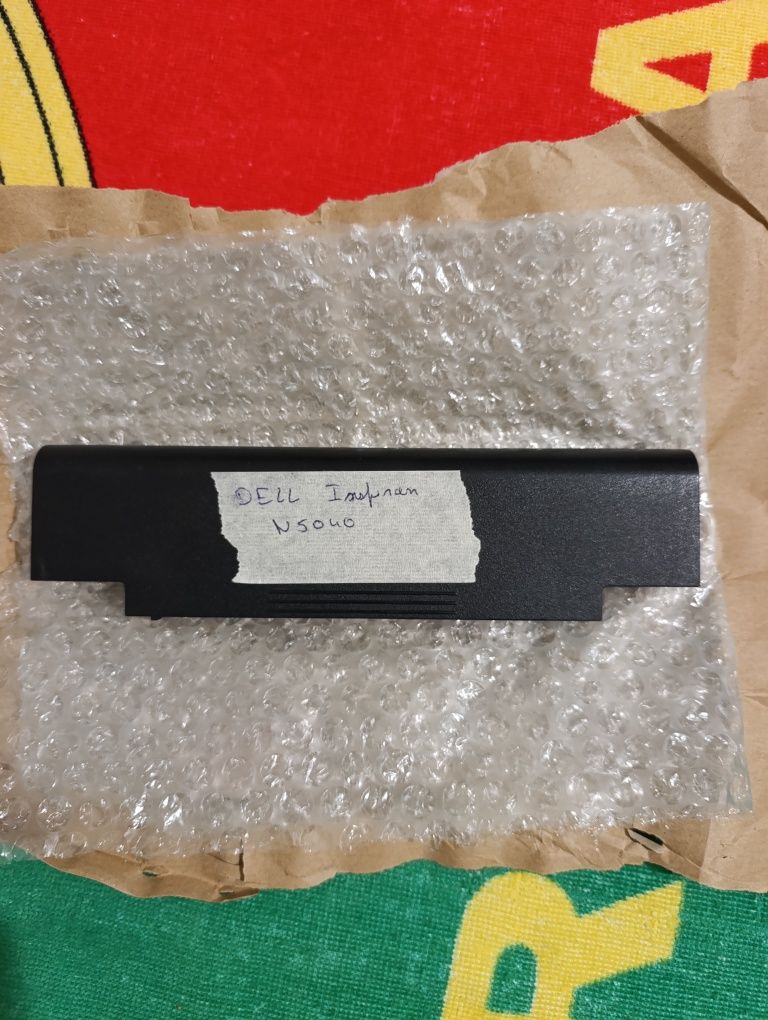 A
DELL Inspiron
N5040
R